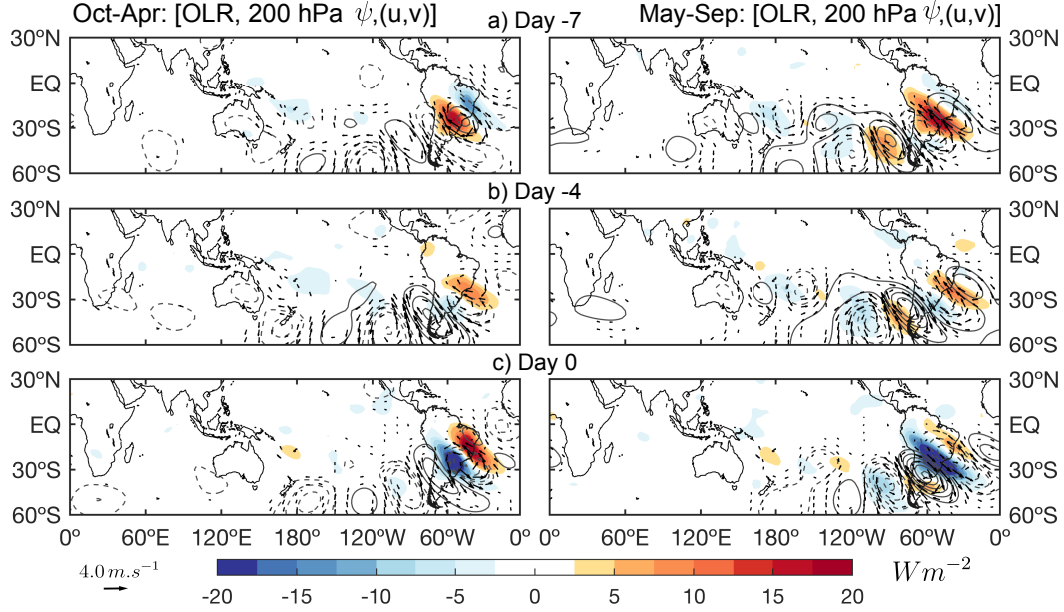 Oct-Apr: [OLR, 200 hPa ψ,(u,v)] May-Sep: [OLR, 200 hPa ψ,(u,v)]
a) Day -7
30ºN 30ºN
EQ EQ
30ºS 30ºS
60ºS 60ºS
b) Day -4
30ºN 30ºN
EQ EQ
30ºS 30ºS
60ºS 60ºS
c) Day 0
30ºN 30ºN
EQ EQ
30ºS 30ºS
60ºS 60ºS
0º 60ºE 120ºE 180ºE 120ºW 60ºW 0º 60ºE 120ºE 180ºE 120ºW 60ºW 0º
4.0 m.s⁻¹ Wm⁻²
-20 -15 -10 -5 0 5 10 15 20